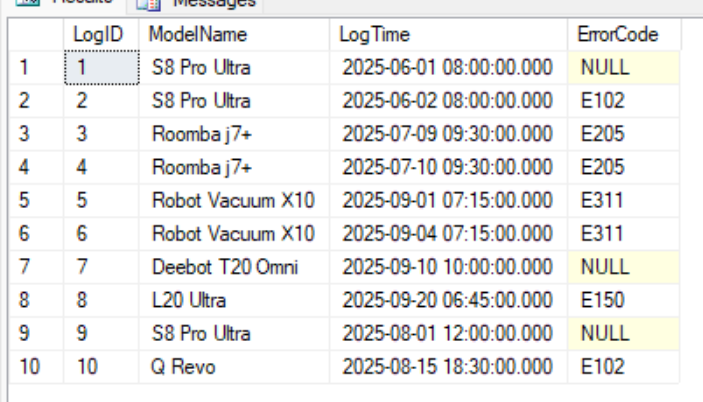 Results Messages
LogID ModelName LogTime ErrorCode
1 1 S8 Pro Ultra 2025-06-01 08:00:00.000 NULL
2 2 S8 Pro Ultra 2025-06-02 08:00:00.000 E102
3 3 Roomba j7+ 2025-07-09 09:30:00.000 E205
4 4 Roomba j7+ 2025-07-10 09:30:00.000 E205
5 5 Robot Vacuum X10 2025-09-01 07:15:00.000 E311
6 6 Robot Vacuum X10 2025-09-04 07:15:00.000 E311
7 7 Deebot T20 Omni 2025-09-10 10:00:00.000 NULL
8 8 L20 Ultra 2025-09-20 06:45:00.000 E150
9 9 S8 Pro Ultra 2025-08-01 12:00:00.000 NULL
10 10 Q Revo 2025-08-15 18:30:00.000 E102